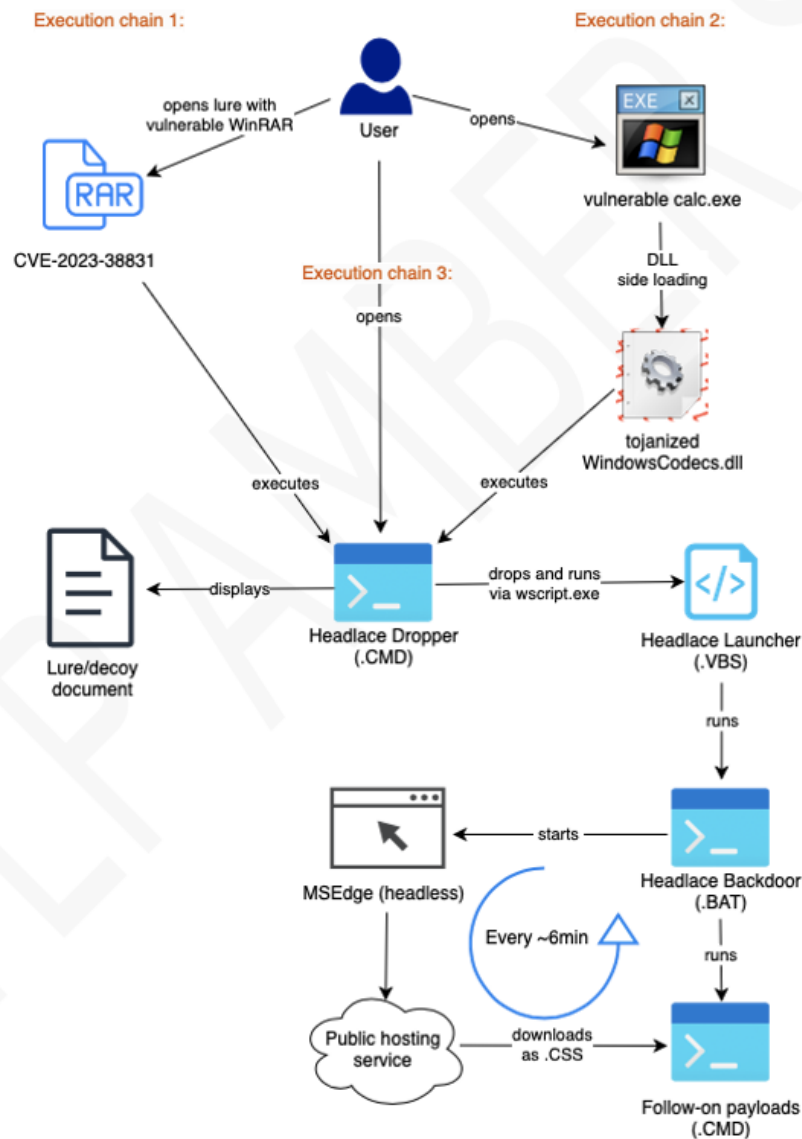 Execution chain 1:
Execution chain 2:
opens lure with
vulnerable WinRAR
User
opens
EXE
vulnerable calc.exe
RAR
CVE-2023-38831
DLL
side loading
Execution chain 3:
opens
tojanized
WindowsCodecs.dll
executes
executes
displays
drops and runs
via wscript.exe
Lure/decoy
document
Headlace Dropper
(.CMD)
Headlace Launcher
(.VBS)
runs
starts
MSEdge (headless)
Headlace Backdoor
(.BAT)
Every ~6min
runs
Public hosting
service
downloads
as .CSS
Follow-on payloads
(.CMD)